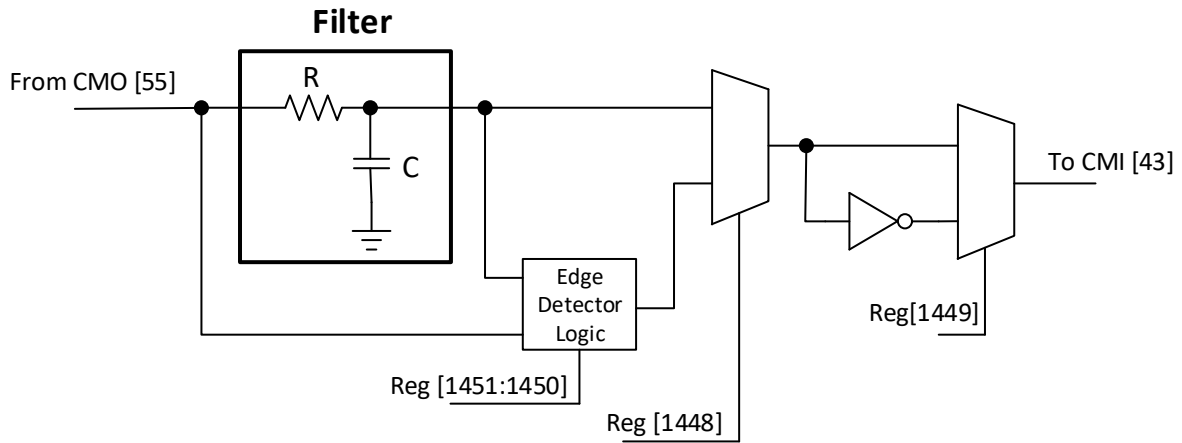 Filter
From CMO [55]
R
C
To CMI [43]
Edge
Detector
Logic
Reg[1449]
Reg [1451:1450]
Reg [1448]